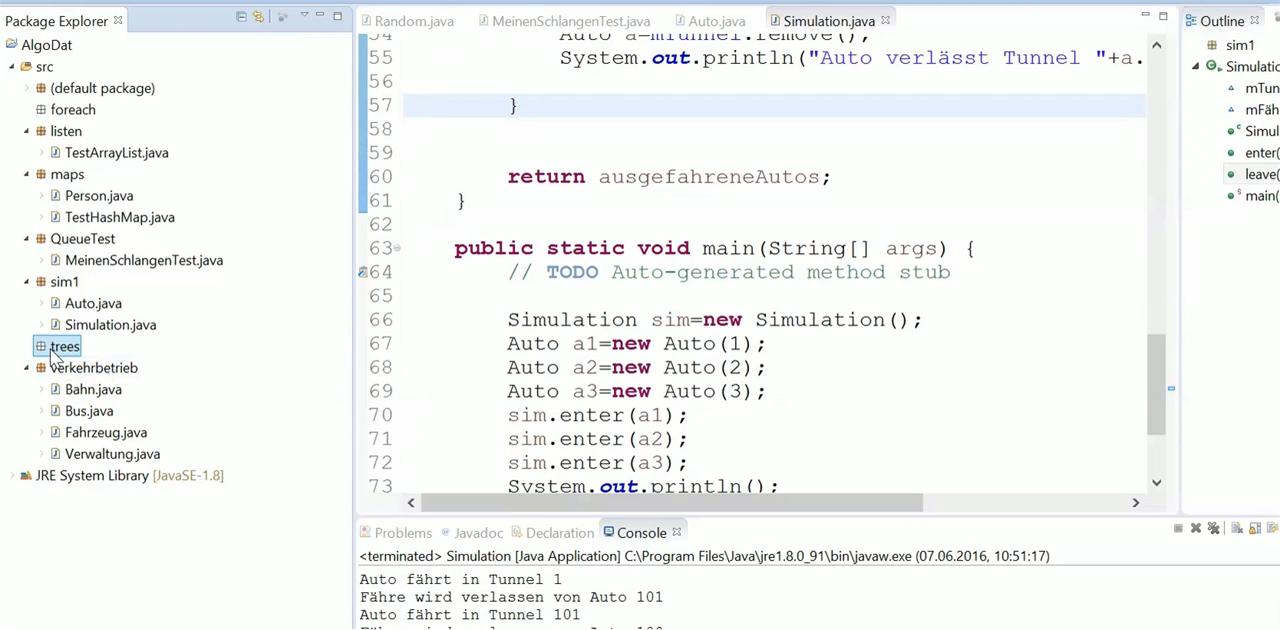 Package Explorer
AlgoDat
src
(default package)
foreach
listen
TestArrayList.java
maps
Person.java
TestHashMap.java
QueueTest
MeinenSchlangenTest.java
sim1
Auto.java
Simulation.java
trees
verkehrbetrieb
Bahn.java
Bus.java
Fahrzeug.java
Verwaltung.java
JRE System Library [JavaSE-1.8]
Random.java MeinenSchlangenTest.java Auto.java Simulation.java
54 Auto a=mTunnel.remove();
55 System.out.println("Auto verlässt Tunnel "+a.
56
57 }
58
59
60 return ausgefahreneAutos;
61 }
62
63 public static void main(String[] args) {
64 // TODO Auto-generated method stub
65
66 Simulation sim=new Simulation();
67 Auto a1=new Auto(1);
68 Auto a2=new Auto(2);
69 Auto a3=new Auto(3);
70 sim.enter(a1);
71 sim.enter(a2);
72 sim.enter(a3);
73 System.out.println();
Problems Javadoc Declaration Console
<terminated> Simulation [Java Application] C:\Program Files\Java\jre1.8.0_91\bin\javaw.exe (07.06.2016, 10:51:17)
Auto fährt in Tunnel 1
Fähre wird verlassen von Auto 101
Auto fährt in Tunnel 101
Outline
sim1
Simulatio
mTun
mFäh
Simul
enter(
leave(
main(